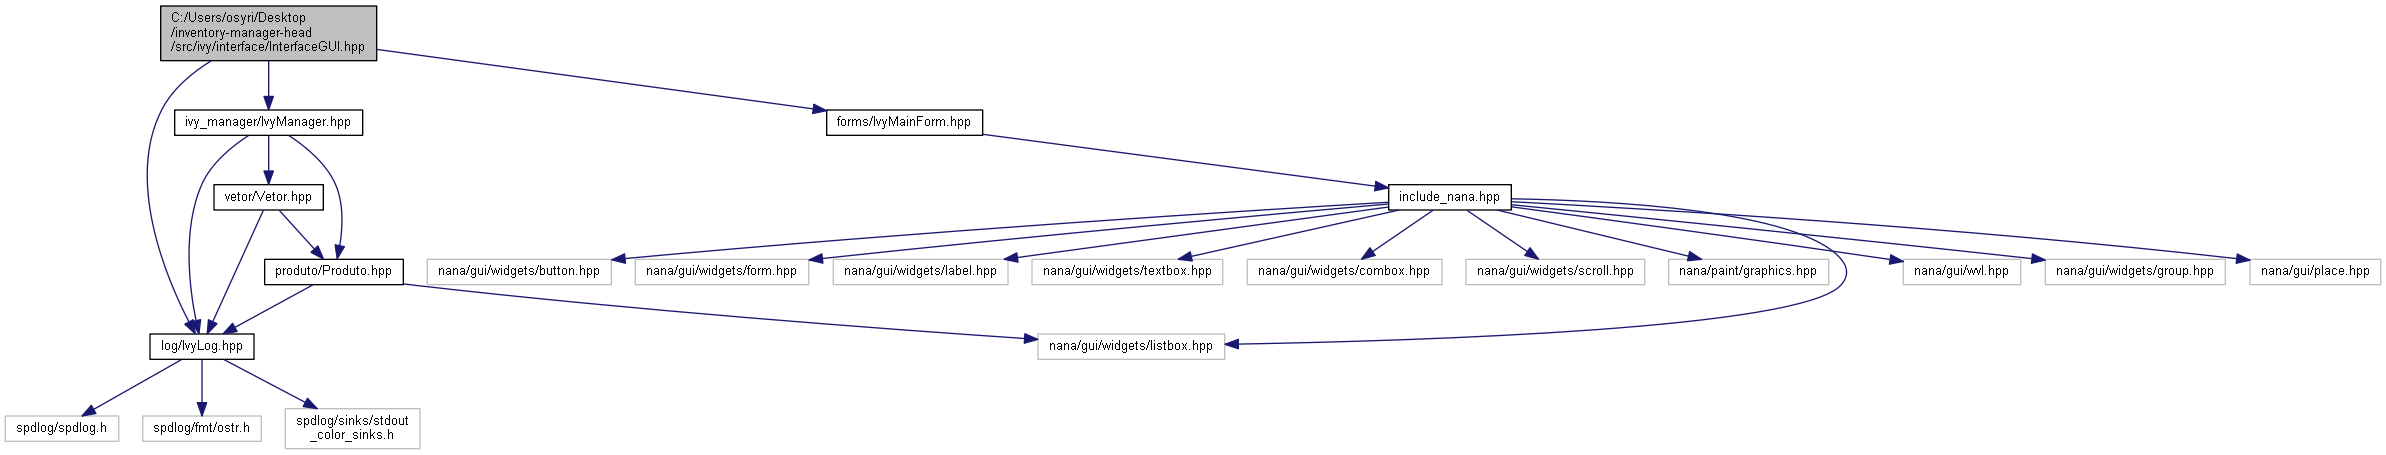 C:/Users/osyri/Desktop
/inventory-manager-head
/src/ivy/interface/InterfaceGUI.hpp
ivy_manager/IvyManager.hpp
forms/IvyMainForm.hpp
vetor/Vetor.hpp
include_nana.hpp
produto/Produto.hpp
nana/gui/widgets/button.hpp
nana/gui/widgets/form.hpp
nana/gui/widgets/label.hpp
nana/gui/widgets/textbox.hpp
nana/gui/widgets/combox.hpp
nana/gui/widgets/scroll.hpp
nana/paint/graphics.hpp
nana/gui/wvl.hpp
nana/gui/widgets/group.hpp
nana/gui/place.hpp
log/IvyLog.hpp
nana/gui/widgets/listbox.hpp
spdlog/spdlog.h
spdlog/fmt/ostr.h
spdlog/sinks/stdout
_color_sinks.h